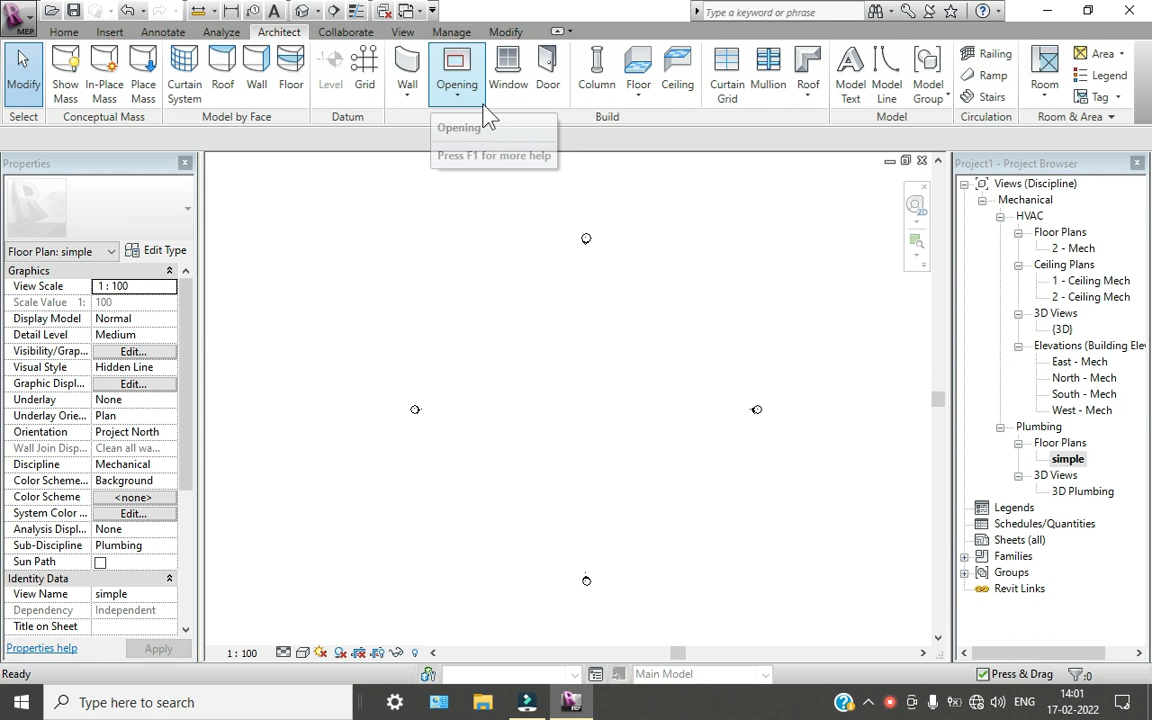 Type a keyword or phrase
MEP
Home Insert Annotate Analyze Architect Collaborate View Manage Modify
Modify Show Mass In-Place Mass Place Mass Curtain System Roof Wall Floor Level Grid Wall Opening Window Door Column Floor Ceiling Curtain Grid Mullion Roof Model Text Model Line Model Group Railing Ramp Stairs Room Area Legend Tag
Select Conceptual Mass Model by Face Datum Build Model Circulation Room & Area
Opening
Press F1 for more help
Properties
Floor Plan: simple Edit Type
Graphics
View Scale 1 : 100
Scale Value 1: 100
Display Model Normal
Detail Level Medium
Visibility/Grap... Edit...
Visual Style Hidden Line
Graphic Displ... Edit...
Underlay None
Underlay Orie... Plan
Orientation Project North
Wall Join Disp... Clean all wa...
Discipline Mechanical
Color Scheme... Background
Color Scheme <none>
System Color ... Edit...
Analysis Displ... None
Sub-Discipline Plumbing
Sun Path
Identity Data
View Name simple
Dependency Independent
Title on Sheet
Properties help Apply
2D
1 : 100
Project1 - Project Browser
Views (Discipline)
Mechanical
HVAC
Floor Plans
2 - Mech
Ceiling Plans
1 - Ceiling Mech
2 - Ceiling Mech
3D Views
{3D}
Elevations (Building Ele
East - Mech
North - Mech
South - Mech
West - Mech
Plumbing
Floor Plans
simple
3D Views
3D Plumbing
Legends
Schedules/Quantities
Sheets (all)
Families
Groups
Revit Links
Ready Main Model Press & Drag :0
Type here to search ENG 14:01
17-02-2022